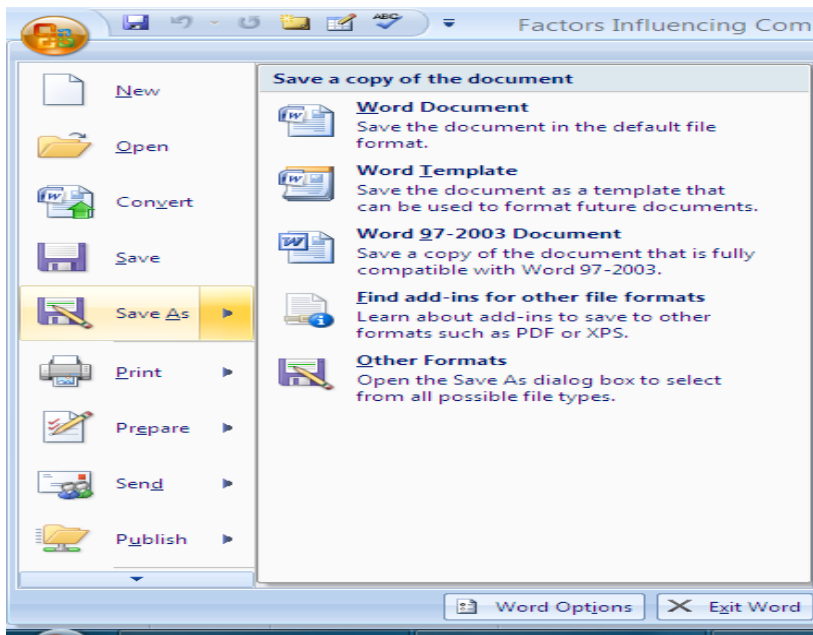 Factors Influencing Com
New
Open
Convert
Save
Save As
Print
Prepare
Send
Publish
Save a copy of the document
Word Document
Save the document in the default file
format.
Word Template
Save the document as a template that
can be used to format future documents.
Word 97-2003 Document
Save a copy of the document that is fully
compatible with Word 97-2003.
Find add-ins for other file formats
Learn about add-ins to save to other
formats such as PDF or XPS.
Other Formats
Open the Save As dialog box to select
from all possible file types.
Word Options
Exit Word